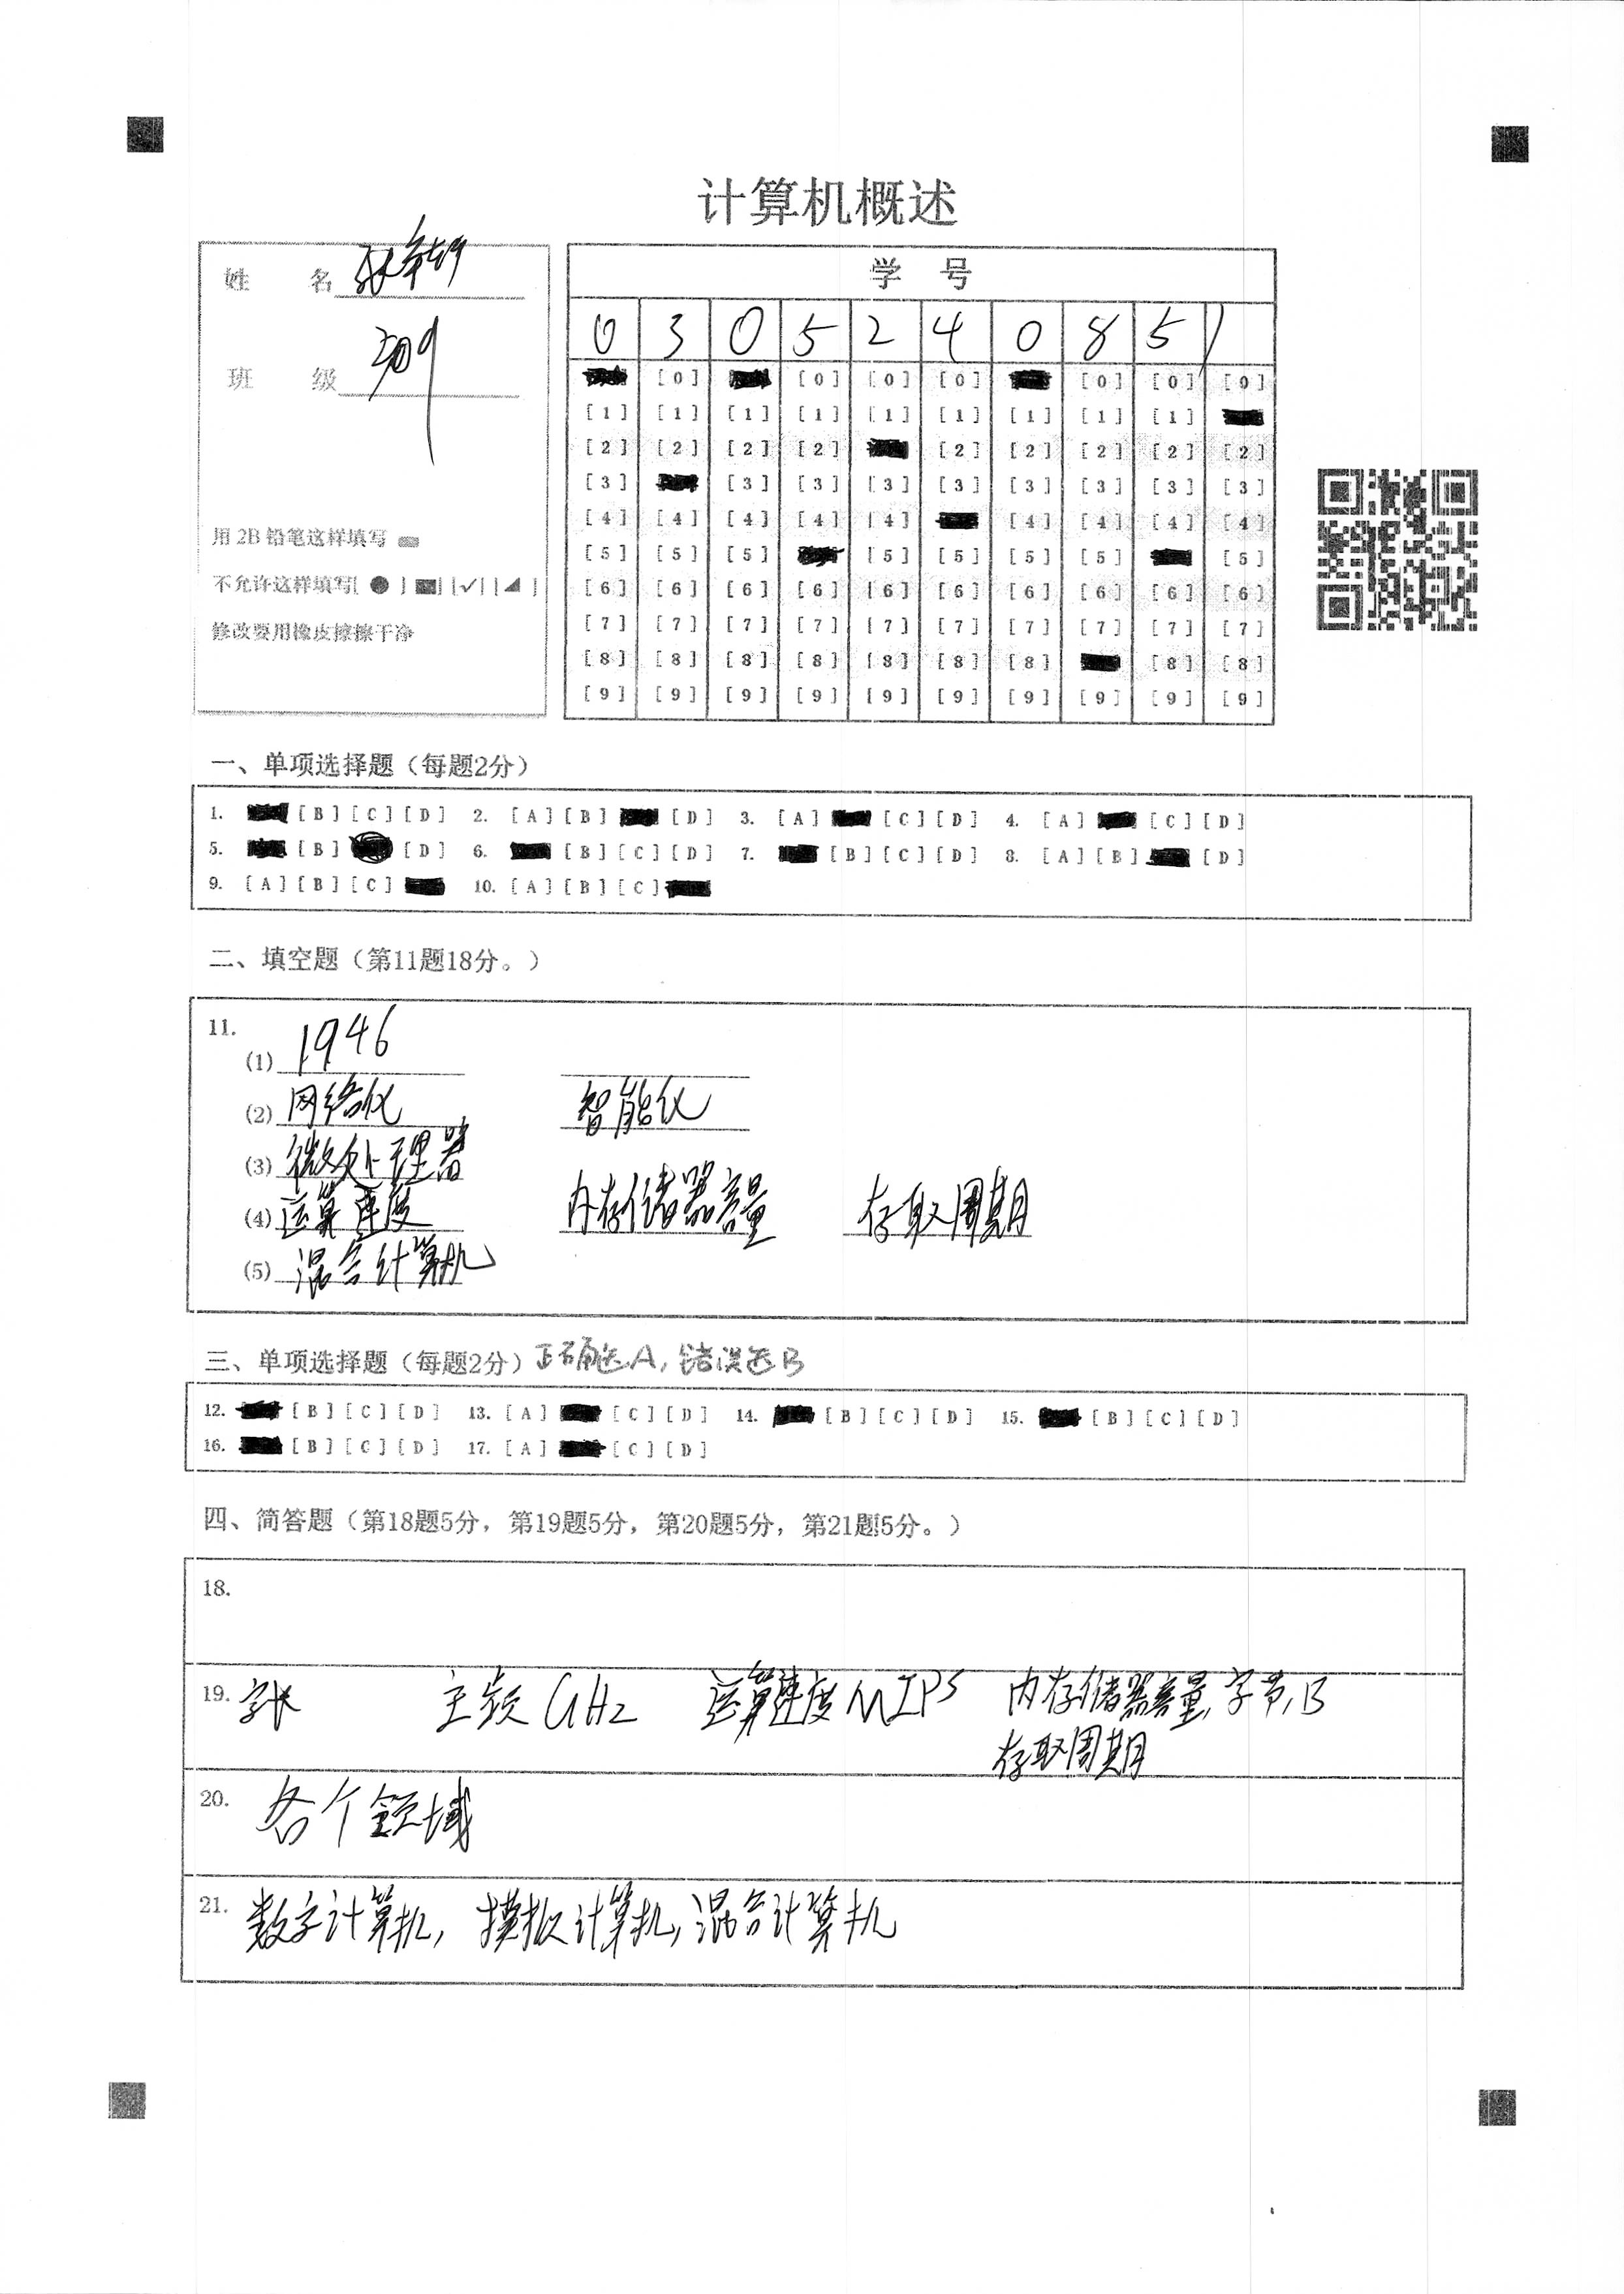 计算机概述
姓 名
班 级 309
用 2B 铅笔这样填写
不允许这样填写[ ● ] [ ] [✓] [◢ ]
修改要用橡皮擦擦干净
学 号
0 3 0 5 2 4 0 8 5 1
[0] [0] [0] [0] [0] [0] [0]
[1] [1] [1] [1] [1] [1] [1] [1] [1]
[2] [2] [2] [2] [2] [2] [2] [2] [2]
[3] [3] [3] [3] [3] [3] [3] [3] [3]
[4] [4] [4] [4] [4] [4] [4] [4] [4]
[5] [5] [5] [5] [5] [5] [5] [5]
[6] [6] [6] [6] [6] [6] [6] [6] [6] [6]
[7] [7] [7] [7] [7] [7] [7] [7] [7] [7]
[8] [8] [8] [8] [8] [8] [8] [8] [8]
[9] [9] [9] [9] [9] [9] [9] [9] [9] [9]
一、单项选择题（每题2分）
1. [B] [C] [D] 2. [A] [B] [D] 3. [A] [C] [D] 4. [A] [C] [D]
5. [B] [D] 6. [B] [C] [D] 7. [B] [C] [D] 8. [A] [B] [D]
9. [A] [B] [C] 10. [A] [B] [C]
二、填空题（第11题18分。）
11.
(1) 1946
(2) 网络化 智能化
(3) 微处理器
(4) 运算速度 内存储器容量 存取周期
(5) 混合计算机
三、单项选择题（每题2分）正确选A，错误选B
12. [B] [C] [D] 13. [A] [C] [D] 14. [B] [C] [D] 15. [B] [C] [D]
16. [B] [C] [D] 17. [A] [C] [D]
四、简答题（第18题5分，第19题5分，第20题5分，第21题5分。）
18.
19. 字长 主频 GHz 运算速度 MIPS 内存储器容量，字节，B
存取周期
20. 各个领域
21. 数字计算机，模拟计算机，混合计算机